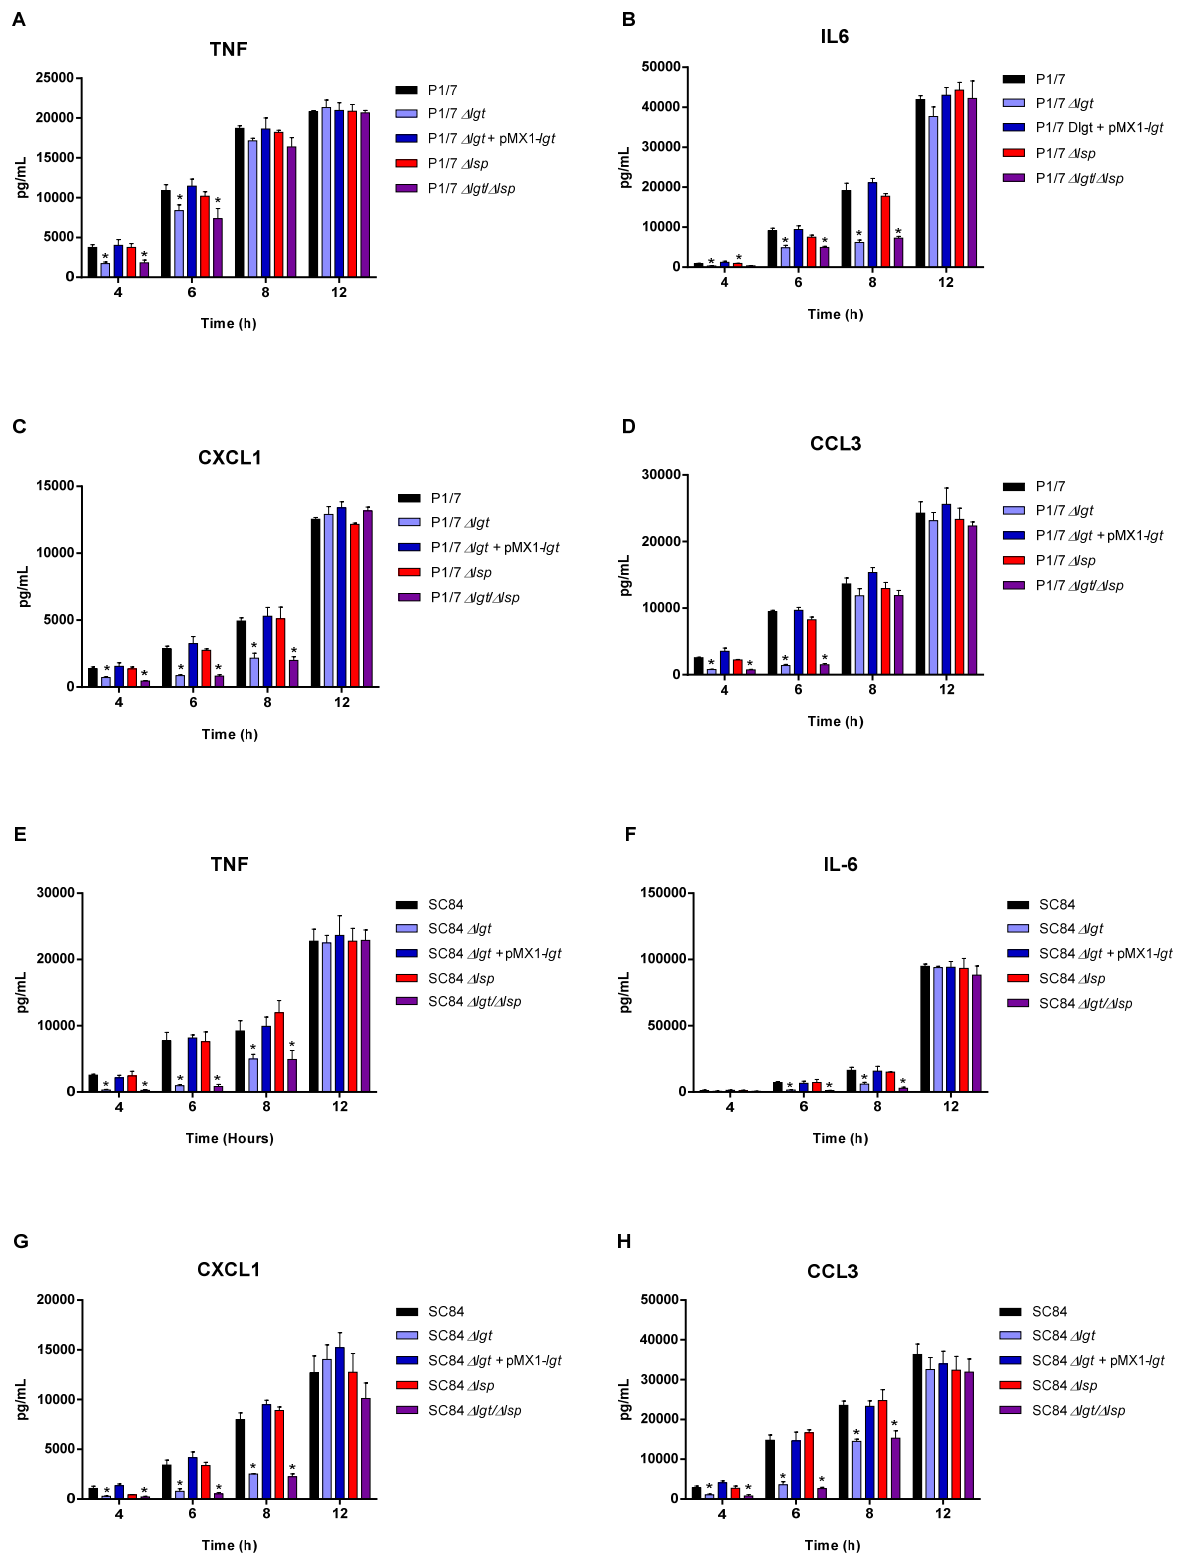 A
TNF
25000
20000
15000
10000
5000
0
pg/mL
* * * *
4 6 8 12
Time (h)
P1/7
P1/7 Δlgt
P1/7 Δlgt + pMX1-lgt
P1/7 Δlsp
P1/7 Δlgt/Δlsp
B
IL6
50000
40000
30000
20000
10000
0
pg/mL
* * * * * *
4 6 8 12
Time (h)
P1/7
P1/7 Δlgt
P1/7 Dlgt + pMX1-lgt
P1/7 Δlsp
P1/7 Δlgt/Δlsp
C
CXCL1
15000
10000
5000
0
pg/mL
* * * * * *
4 6 8 12
Time (h)
P1/7
P1/7 Δlgt
P1/7 Δlgt + pMX1-lgt
P1/7 Δlsp
P1/7 Δlgt/Δlsp
D
CCL3
30000
20000
10000
0
pg/mL
* * * *
4 6 8 12
Time (h)
P1/7
P1/7 Δlgt
P1/7 Δlgt + pMX1-lgt
P1/7 Δlsp
P1/7 Δlgt/Δlsp
E
TNF
30000
20000
10000
0
pg/mL
* * * * * *
4 6 8 12
Time (Hours)
SC84
SC84 Δlgt
SC84 Δlgt + pMX1-lgt
SC84 Δlsp
SC84 Δlgt/Δlsp
F
IL-6
150000
100000
50000
0
pg/mL
* * * *
4 6 8 12
Time (h)
SC84
SC84 Δlgt
SC84 Δlgt + pMX1-lgt
SC84 Δlsp
SC84 Δlgt/Δlsp
G
CXCL1
20000
15000
10000
5000
0
pg/mL
* * * * * *
4 6 8 12
Time (h)
SC84
SC84 Δlgt
SC84 Δlgt + pMX1-lgt
SC84 Δlsp
SC84 Δlgt/Δlsp
H
CCL3
50000
40000
30000
20000
10000
0
pg/mL
* * * * * *
4 6 8 12
Time (h)
SC84
SC84 Δlgt
SC84 Δlgt + pMX1-lgt
SC84 Δlsp
SC84 Δlgt/Δlsp